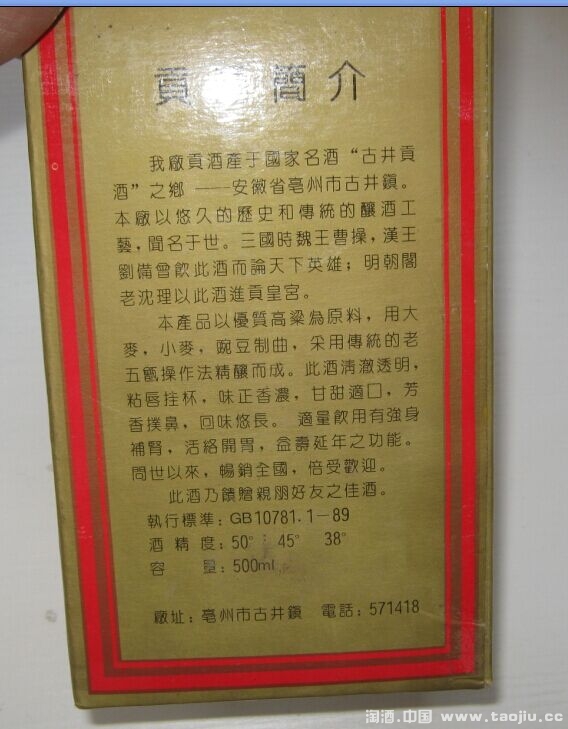 貢酒簡介
我廠貢酒產于國家名酒“古井貢
酒”之鄉——安徽省亳州市古井鎮。
本廠以悠久的歷史和傳統的釀酒工
藝，聞名于世。三國時魏王曹操，漢王
劉備曾飲此酒而論天下英雄；明朝閣
老沈理以此酒進貢皇宮。
本產品以優質高粱為原料，用大
麥，小麥，豌豆制曲，采用傳統的老
五甑操作法精釀而成。此酒清澈透明，
粘唇挂杯，味正香濃，甘甜適口，芳
香撲鼻，回味悠長。適量飲用有強身
補腎，活絡開胃，益壽延年之功能。
問世以來，暢銷全國，倍受歡迎。
此酒乃饋贈親朋好友之佳酒。
執行標準：GB10781.1-89
酒精度：50° 45° 38°
容量：500ml
廠址：亳州市古井鎮 電話：571418
淘酒.中国 www.taojiu.cc